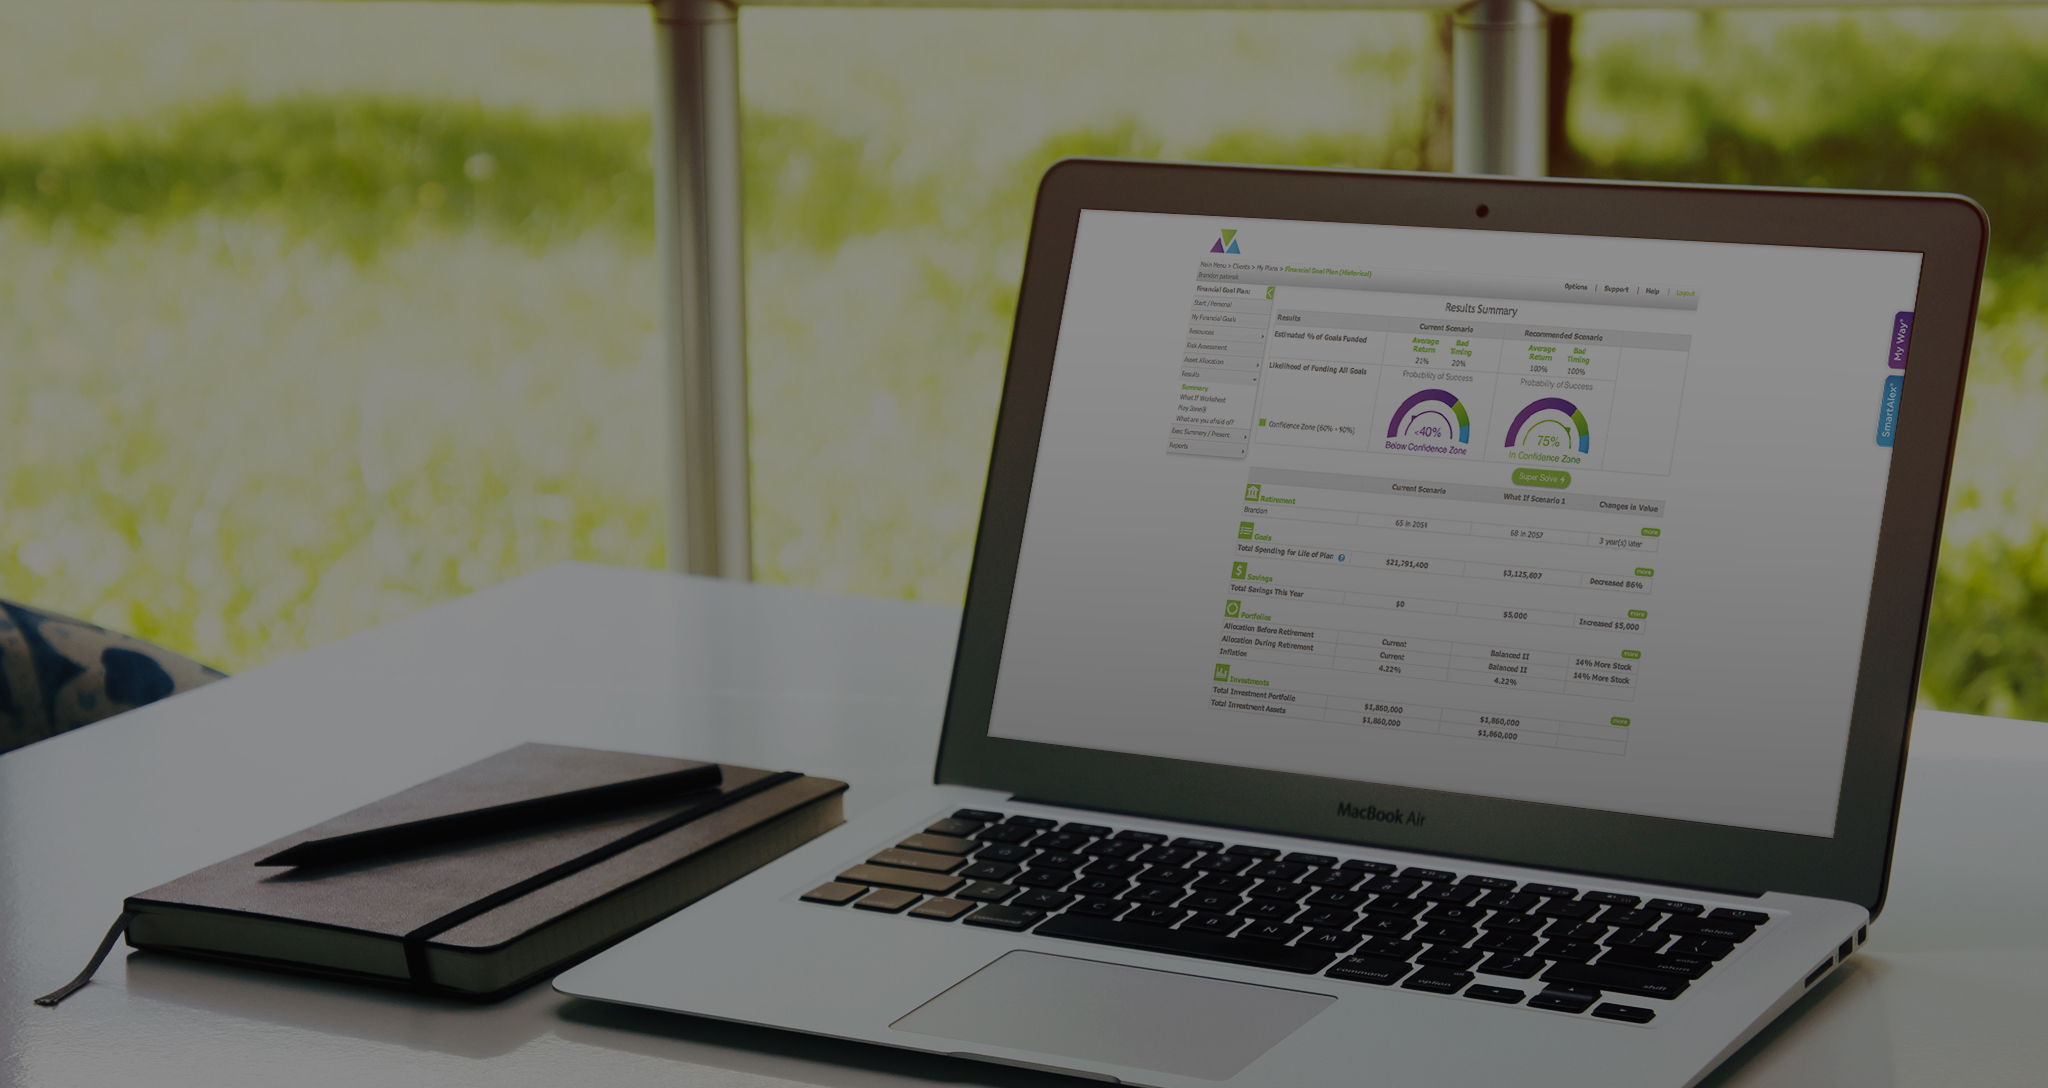 Main Menu > Clients > My Plans > Financial Goal Plan (Historical)
Options | Support | Help | Logout
Financial Goal Plan:
Start / Personal
My Financial Goals
Resources
Risk Assessment
Asset Allocation
Results
Summary
What If Worksheet
Play Zone®
What are you afraid of?
Exec Summary / Present
Reports
Results Summary
Results Current Scenario Recommended Scenario
Estimated % of Goals Funded
Average Return Bad Timing Average Return Bad Timing
21% 20% 100% 100%
Likelihood of Funding All Goals
Probability of Success Probability of Success
<40% 75%
Confidence Zone (60% - 90%)
Below Confidence Zone In Confidence Zone
Super Solve
Current Scenario What If Scenario 1 Changes in Value
Retirement more
Brandon 65 in 2054 68 in 2057 3 year(s) later
Goals more
Total Spending for Life of Plan $21,791,400 $3,125,607 Decreased 86%
Savings more
Total Savings This Year $0 $5,000 Increased $5,000
Portfolios more
Allocation Before Retirement Current Balanced II 14% More Stock
Allocation During Retirement Current Balanced II 14% More Stock
Inflation 4.22% 4.22%
Investments more
Total Investment Portfolio $1,860,000 $1,860,000
Total Investment Assets $1,860,000 $1,860,000
My Way®
SmartAlex®
MacBook Air
delete
return
enter
shift
command
command
option